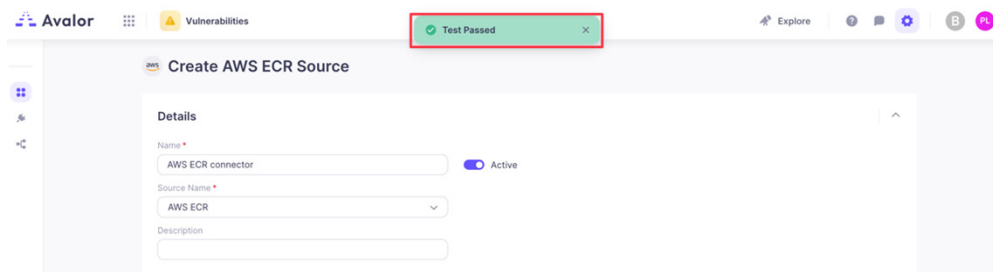 Avalor
Vulnerabilities
Test Passed
Explore
B
PL
aws
Create AWS ECR Source
Details
Name *
AWS ECR connector
Active
Source Name *
AWS ECR
Description